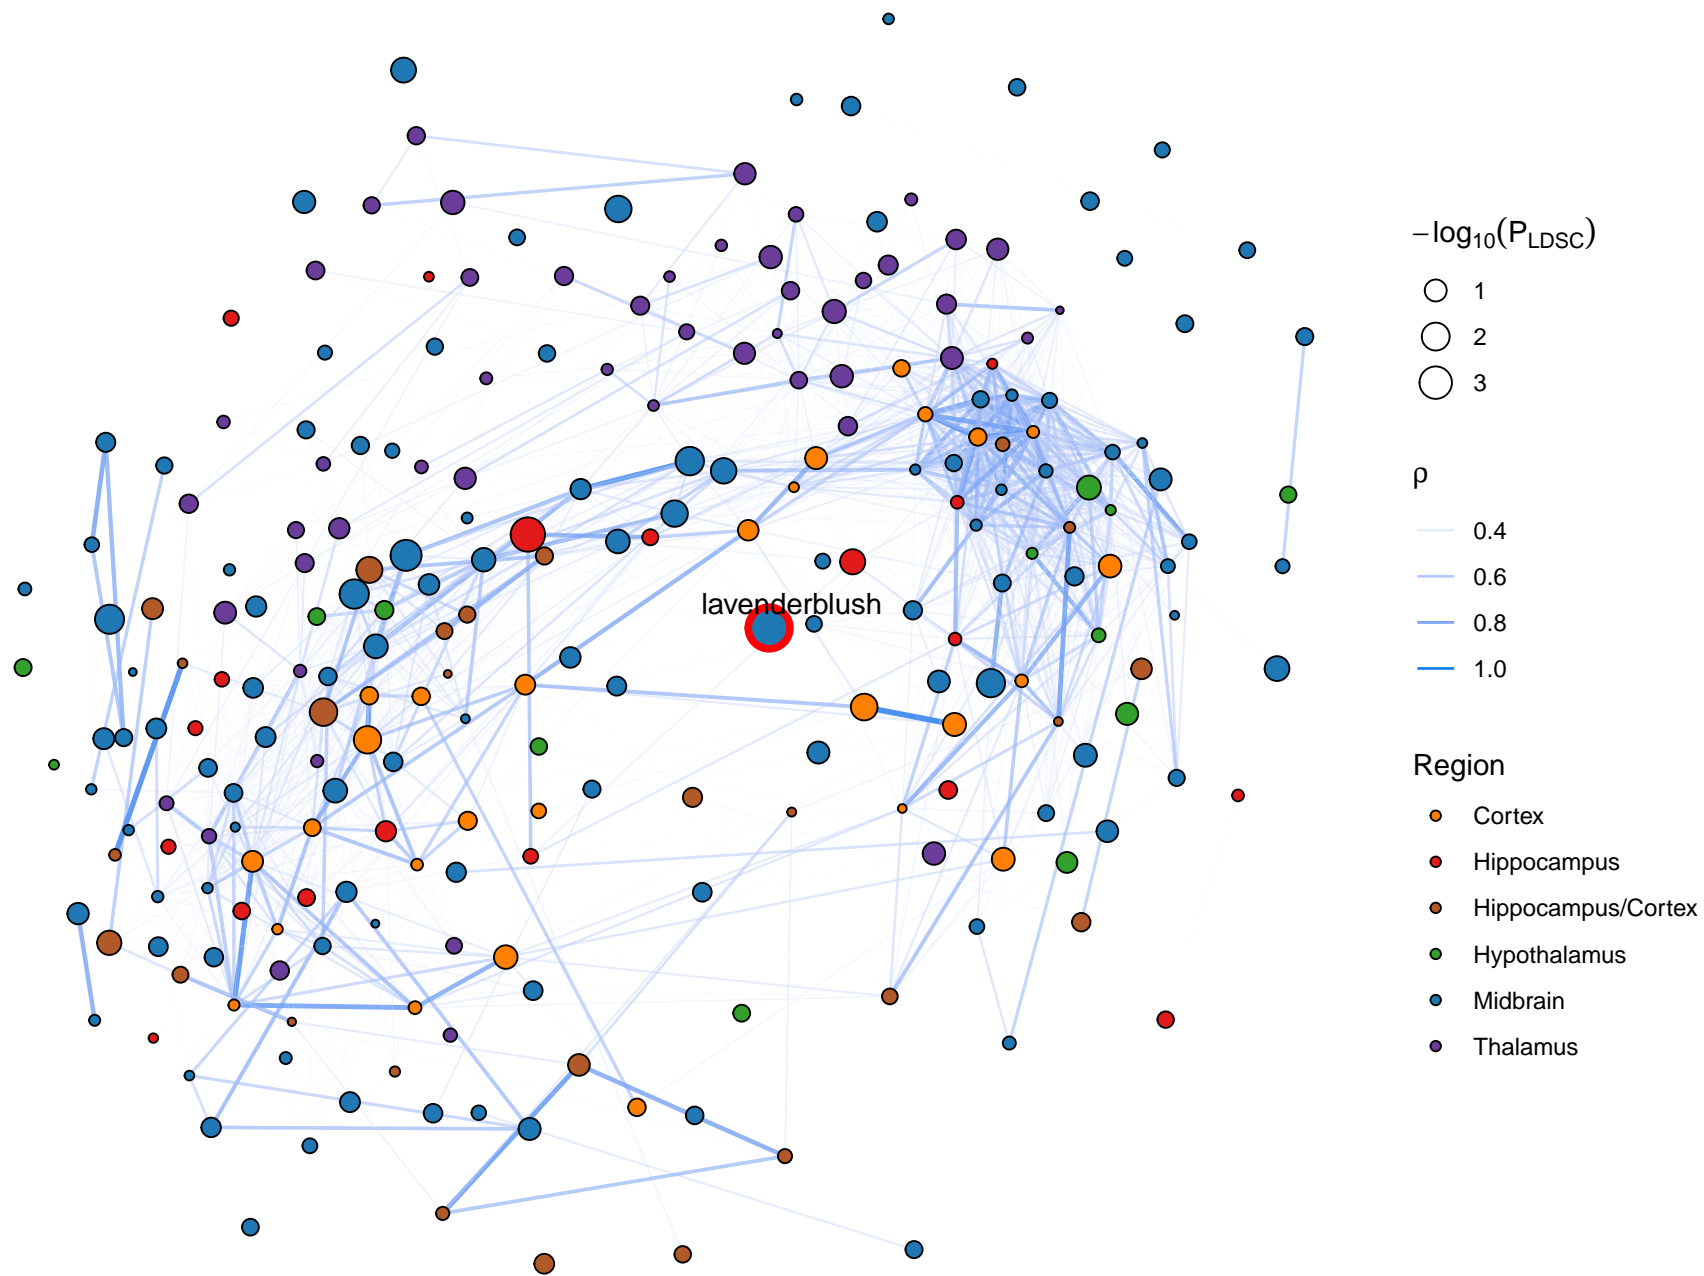 −log10(PLDSC)
1
2
3
ρ
0.4
0.6
0.8
1.0
lavenderblush
Region
Cortex
Hippocampus
Hippocampus/Cortex
Hypothalamus
Midbrain
Thalamus